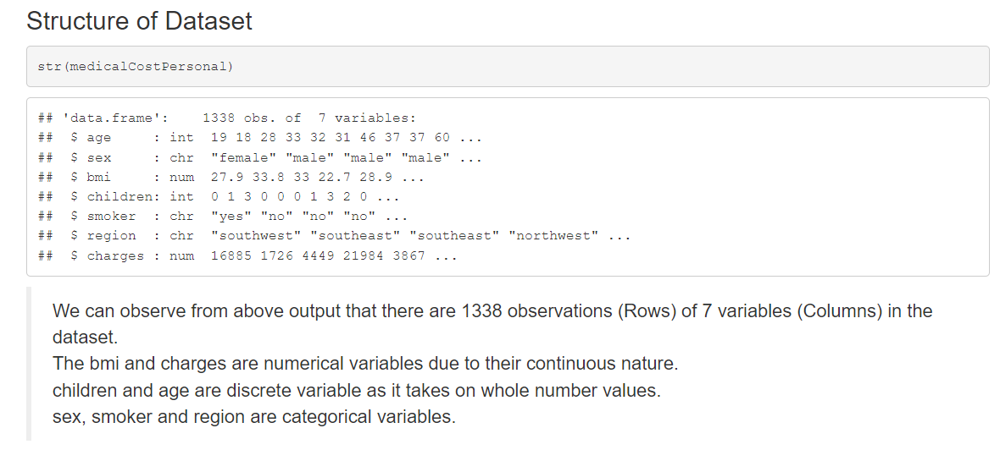 Structure of Dataset
str(medicalCostPersonal)
## 'data.frame':    1338 obs. of  7 variables:
##  $ age     : int  19 18 28 33 32 31 46 37 37 60 ...
##  $ sex     : chr  "female" "male" "male" "male" ...
##  $ bmi     : num  27.9 33.8 33 22.7 28.9 ...
##  $ children: int  0 1 3 0 0 0 1 3 2 0 ...
##  $ smoker  : chr  "yes" "no" "no" "no" ...
##  $ region  : chr  "southwest" "southeast" "southeast" "northwest" ...
##  $ charges : num  16885 1726 4449 21984 3867 ...
We can observe from above output that there are 1338 observations (Rows) of 7 variables (Columns) in the
dataset.
The bmi and charges are numerical variables due to their continuous nature.
children and age are discrete variable as it takes on whole number values.
sex, smoker and region are categorical variables.